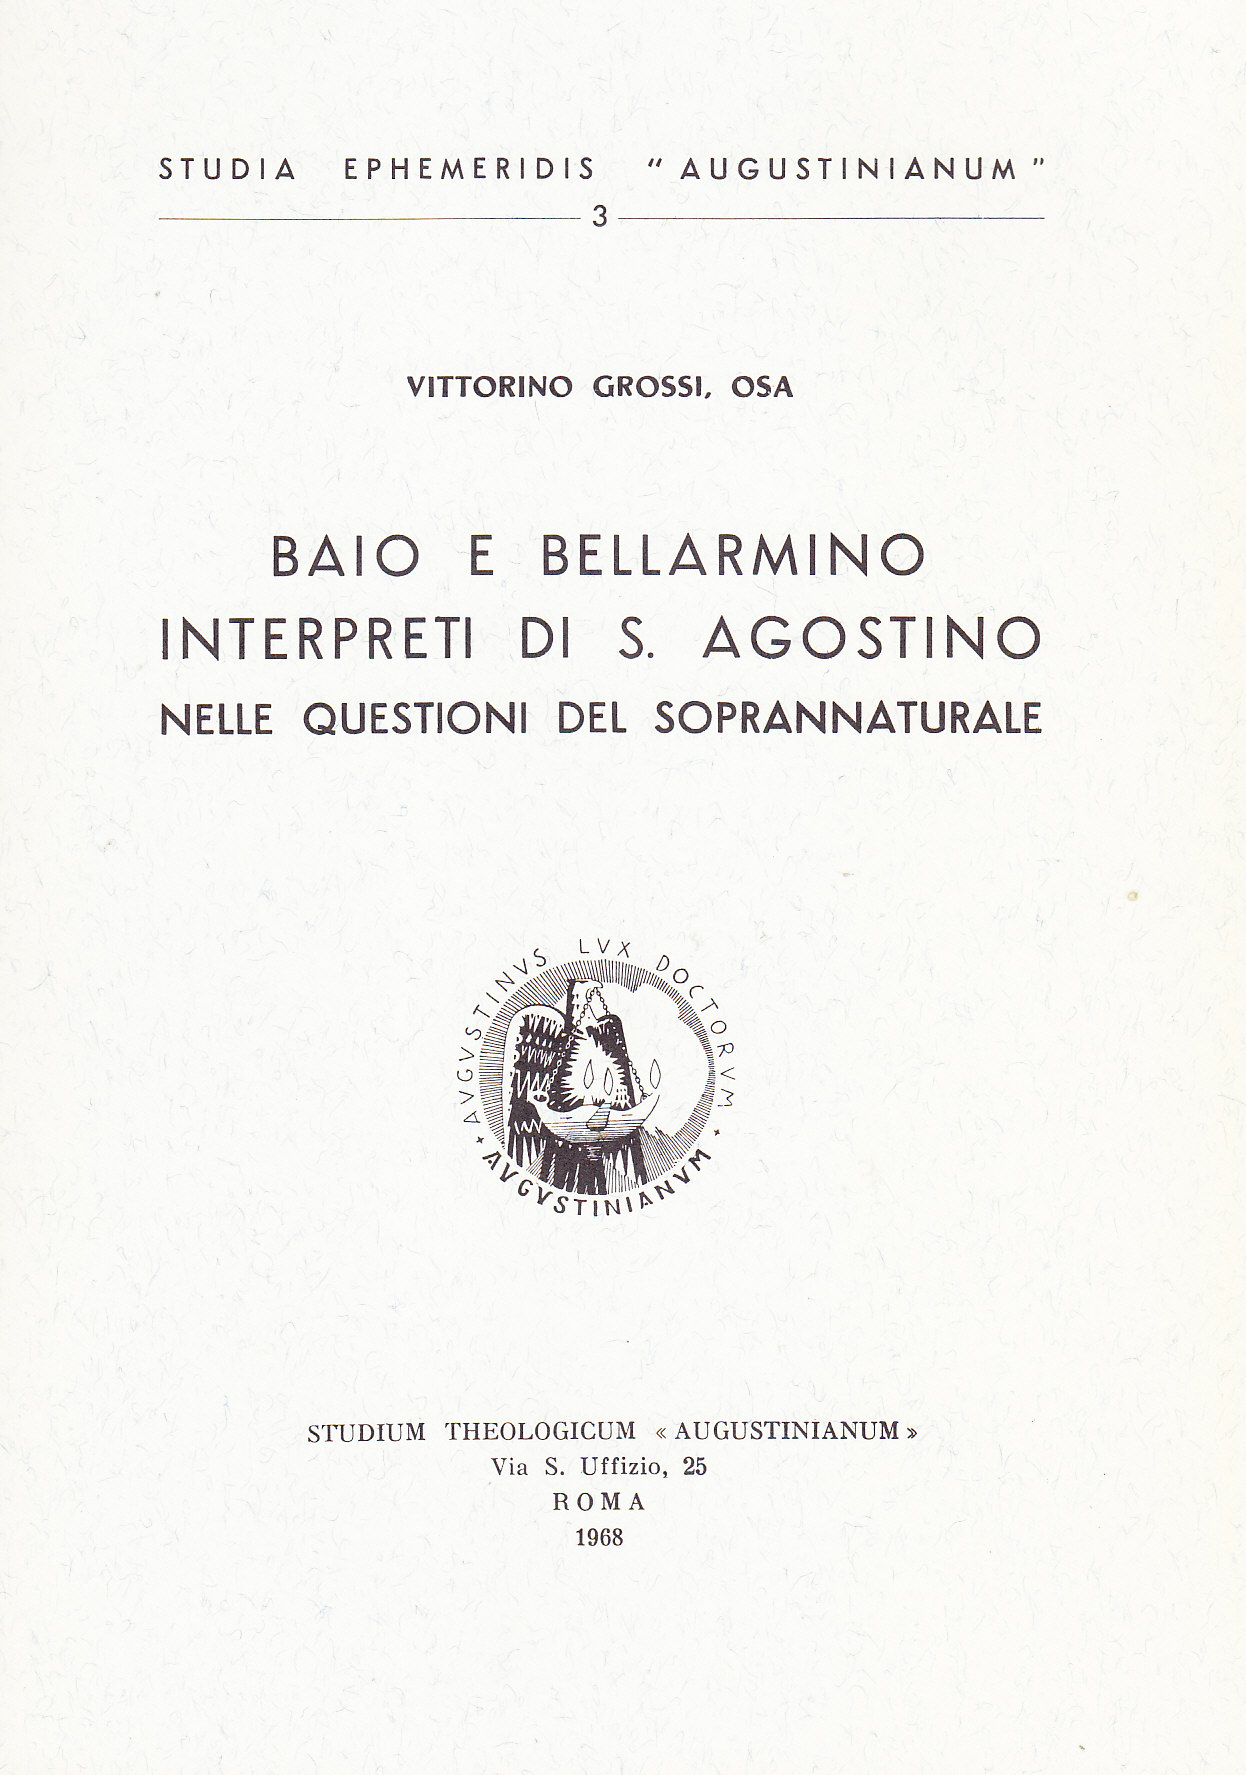 STUDIA EPHEMERIDIS "AUGUSTINIANUM"
3
VITTORINO GROSSI, OSA
BAIO E BELLARMINO
INTERPRETI DI S. AGOSTINO
NELLE QUESTIONI DEL SOPRANNATURALE
AVGVSTINVS LVX DOCTORVM
AVGVSTINIANVM
STUDIUM THEOLOGICUM « AUGUSTINIANUM »
Via S. Uffizio, 25
ROMA
1968